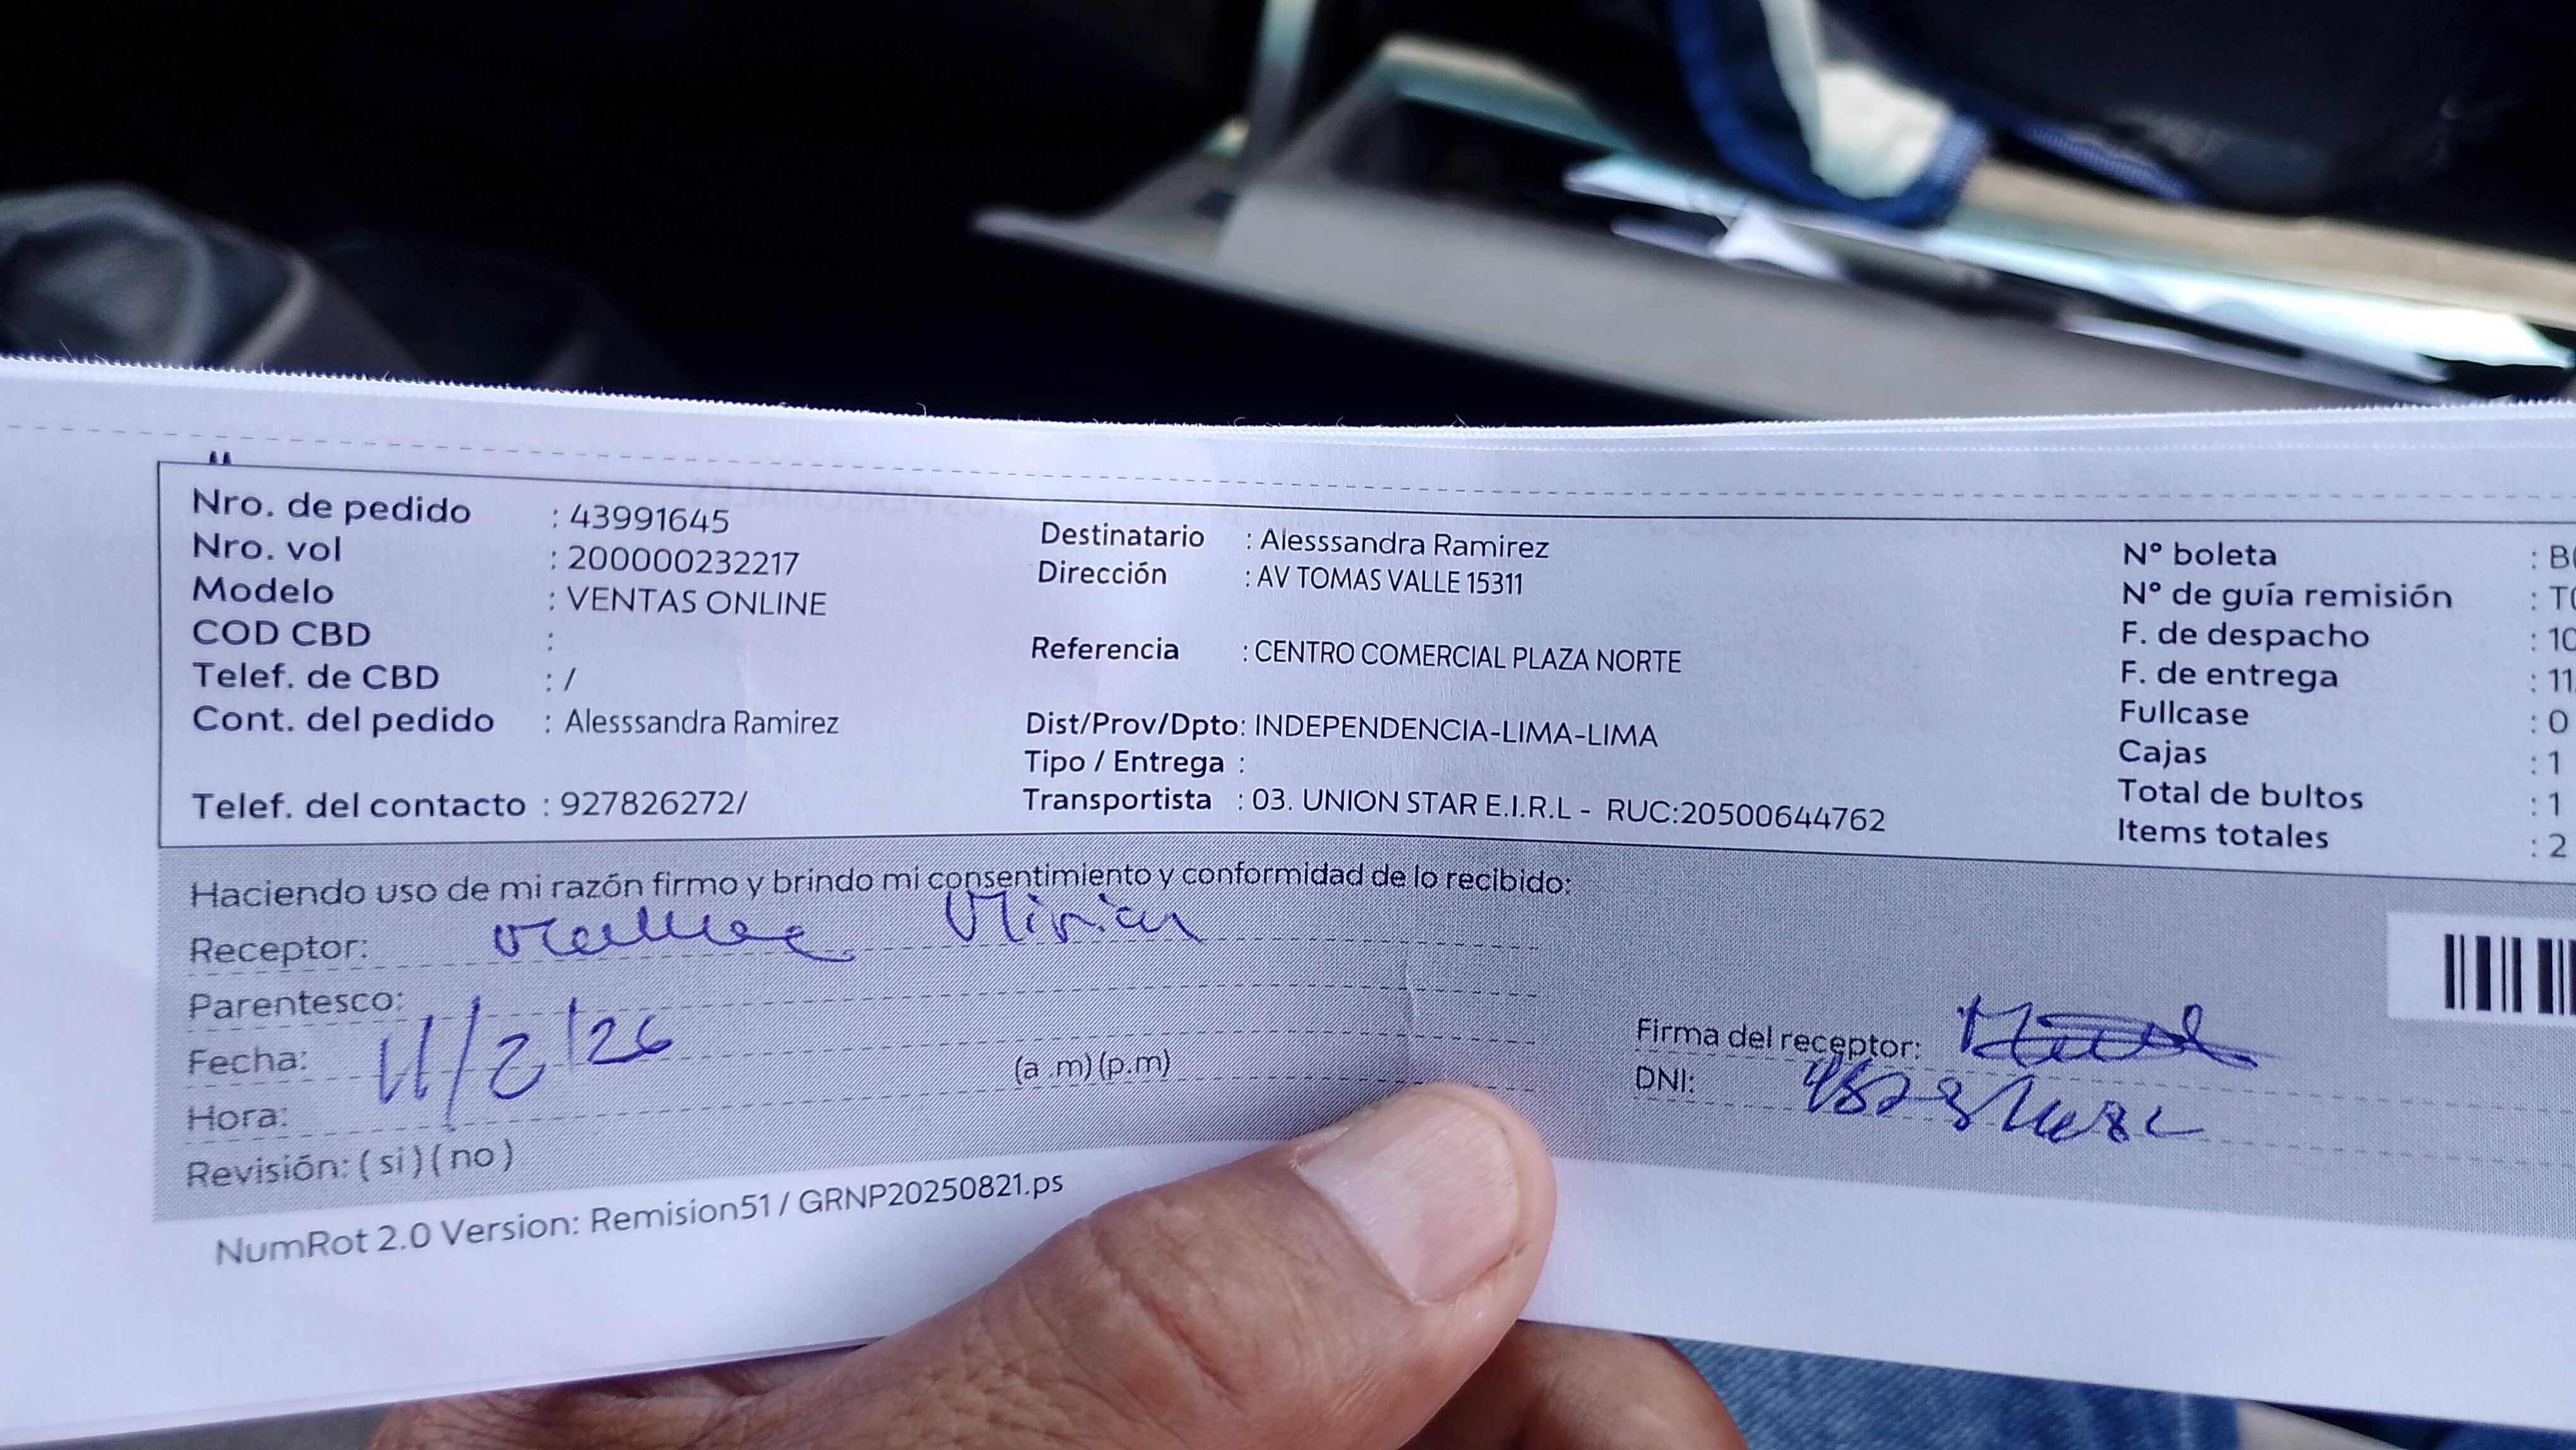 Nro. de pedido : 43991645
Nro. vol : 200000232217
Modelo : VENTAS ONLINE
COD CBD :
Telef. de CBD : /
Cont. del pedido : Alesssandra Ramirez
Telef. del contacto : 927826272/
Destinatario : Alesssandra Ramirez
Dirección : AV TOMAS VALLE 15311
Referencia : CENTRO COMERCIAL PLAZA NORTE
Dist/Prov/Dpto: INDEPENDENCIA-LIMA-LIMA
Tipo / Entrega :
Transportista : 03. UNION STAR E.I.R.L - RUC:20500644762
N° boleta : B
N° de guía remisión : T0
F. de despacho : 10
F. de entrega : 11
Fullcase : 0
Cajas : 1
Total de bultos : 1
Items totales : 2
Haciendo uso de mi razón firmo y brindo mi consentimiento y conformidad de lo recibido:
Receptor: Mirian
Parentesco:
Fecha: 11/2/26
Hora: (a .m) (p.m)
Revisión: ( si ) ( no )
Firma del receptor:
DNI:
NumRot 2.0 Version: Remision51 / GRNP20250821.ps